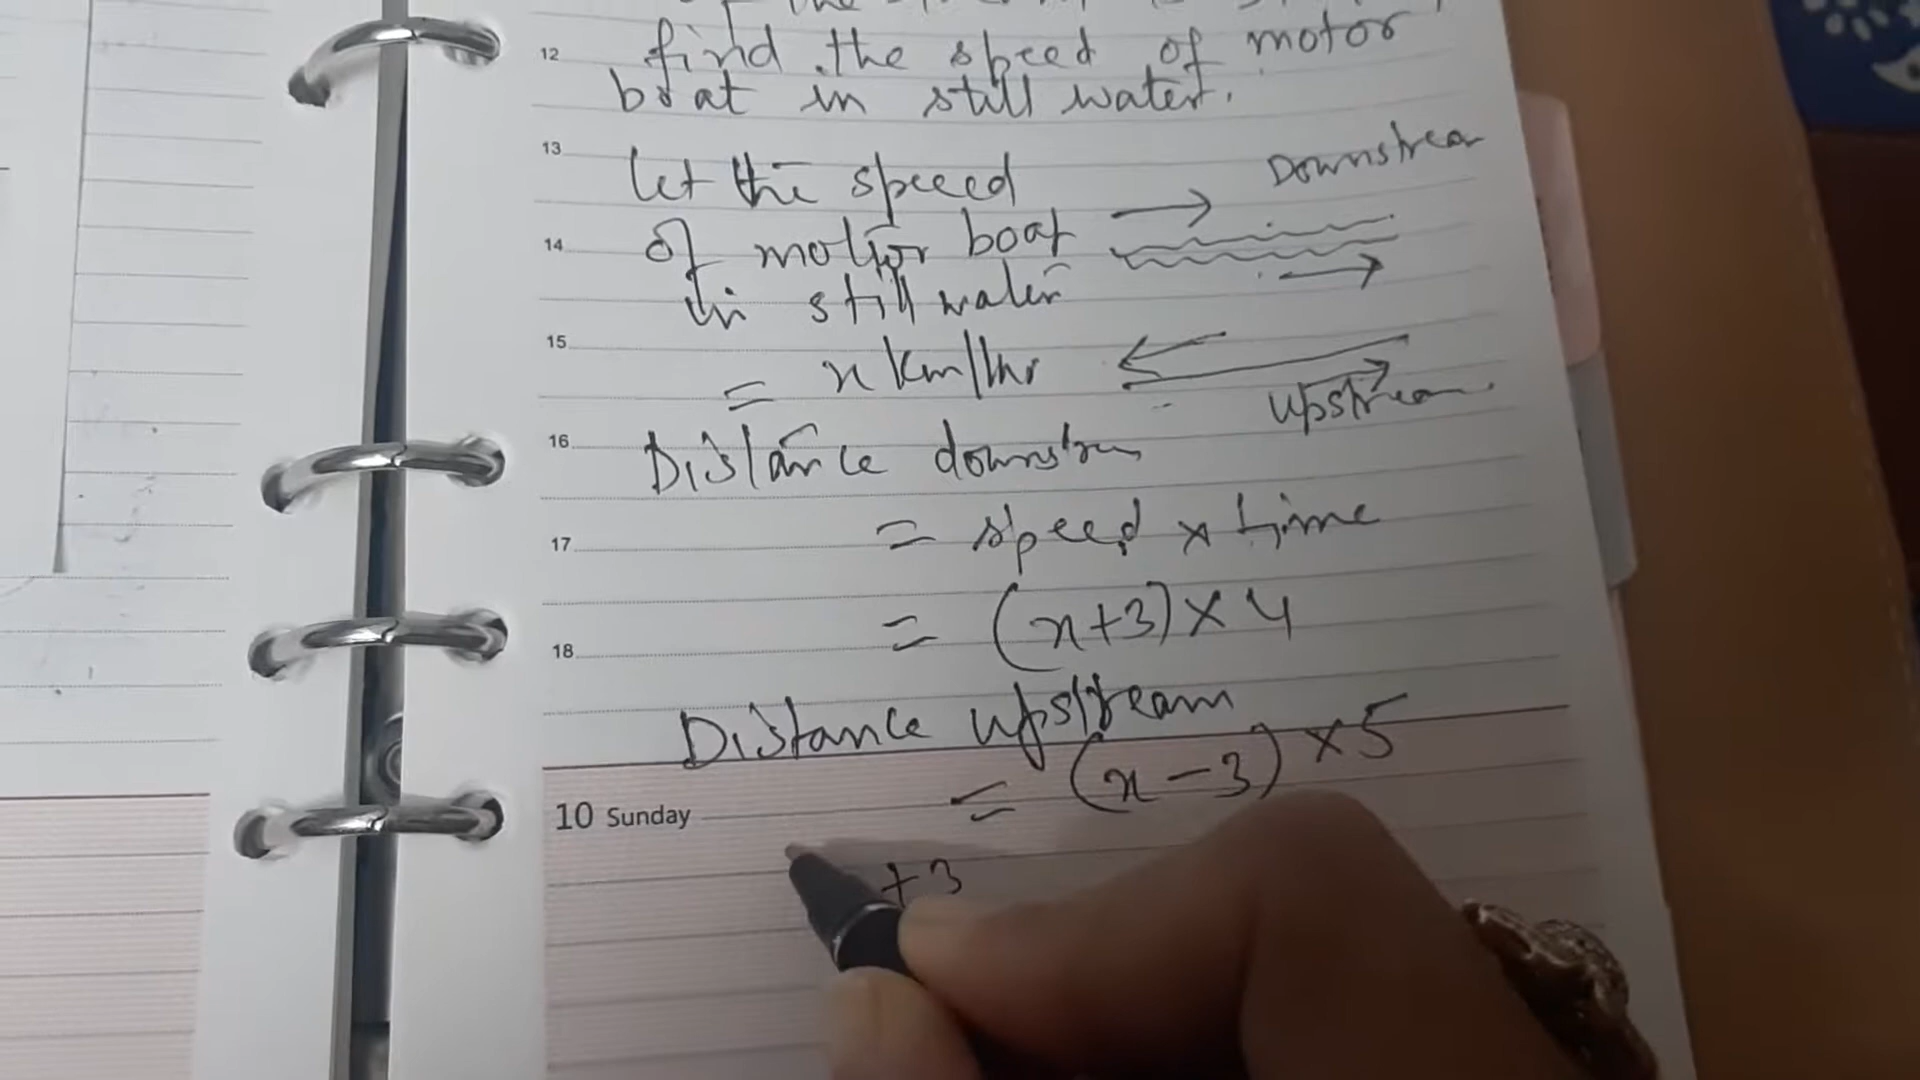 12 find the speed of motor
boat in still water.
13 Let the speed Downstrea
14 of motor boat
in still water
15 = x km/hr
Upstream
16 Distance downstrea
17 = speed × time
18 = (x+3) × 4
Distance upstream
= (x-3) × 5
10 Sunday
+3